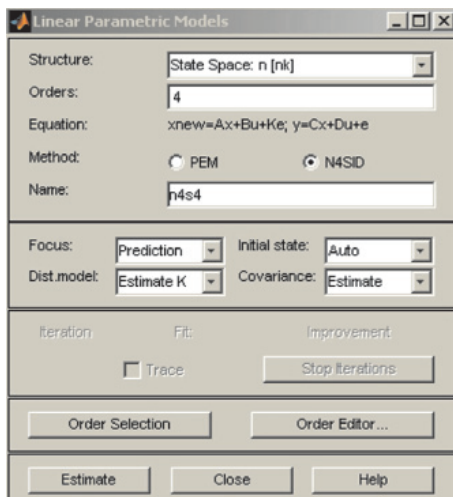 Linear Parametric Models
Structure: State Space: n [nk]
Orders: 4
Equation: xnew=Ax+Bu+Ke; y=Cx+Du+e
Method: PEM N4SID
Name: n4s4
Focus: Prediction Initial state: Auto
Dist.model: Estimate K Covariance: Estimate
Iteration Fit: Improvement
Trace Stop Iterations
Order Selection Order Editor...
Estimate Close Help